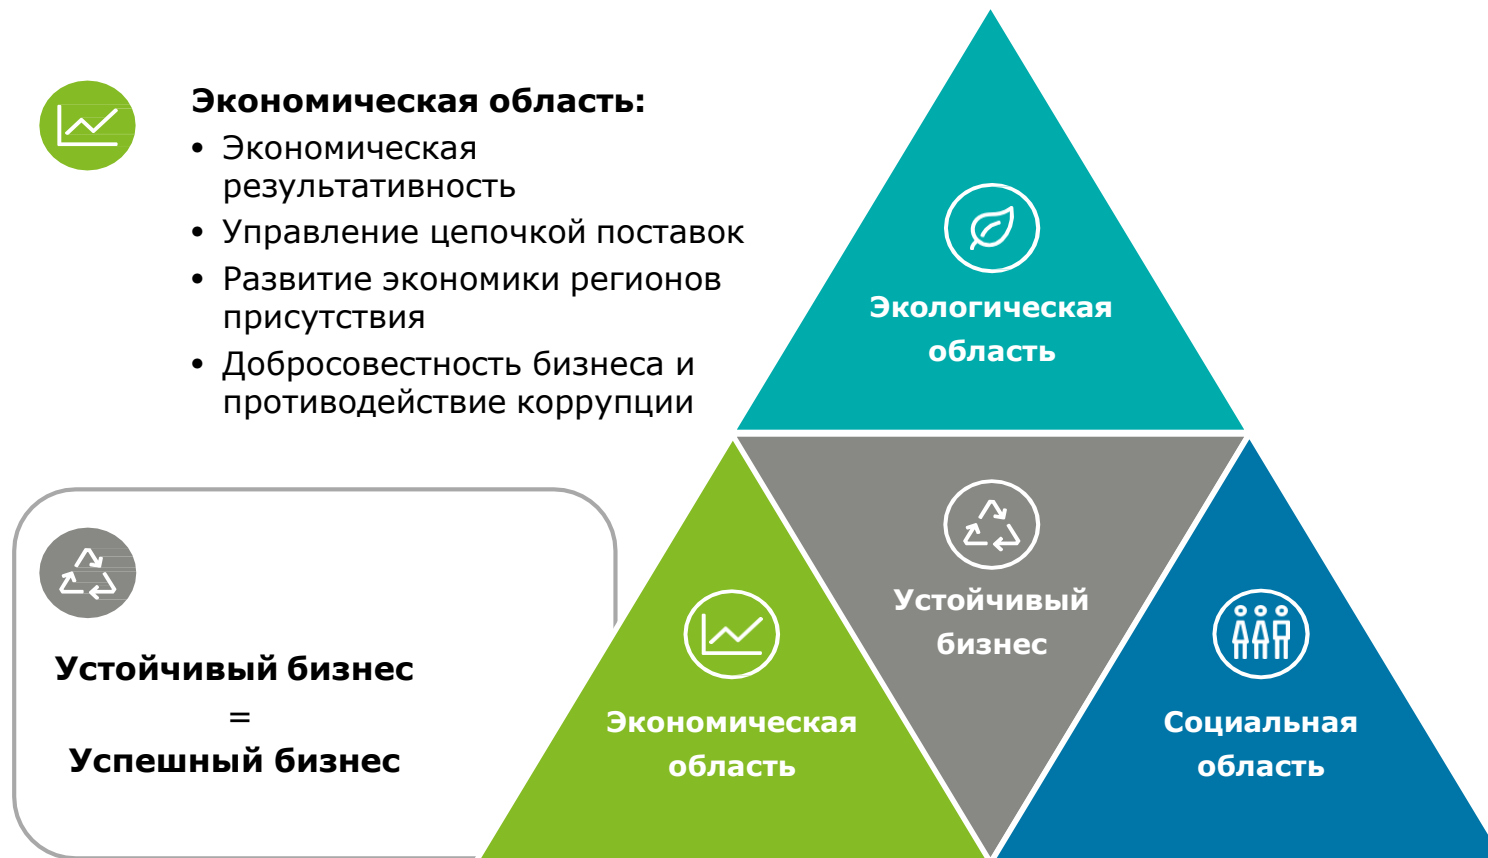 Экономическая область:
• Экономическая
результативность
• Управление цепочкой поставок
• Развитие экономики регионов
присутствия
• Добросовестность бизнеса и
противодействие коррупции
Устойчивый бизнес
=
Успешный бизнес
Экологическая
область
Устойчивый
бизнес
Экономическая
область
Социальная
область